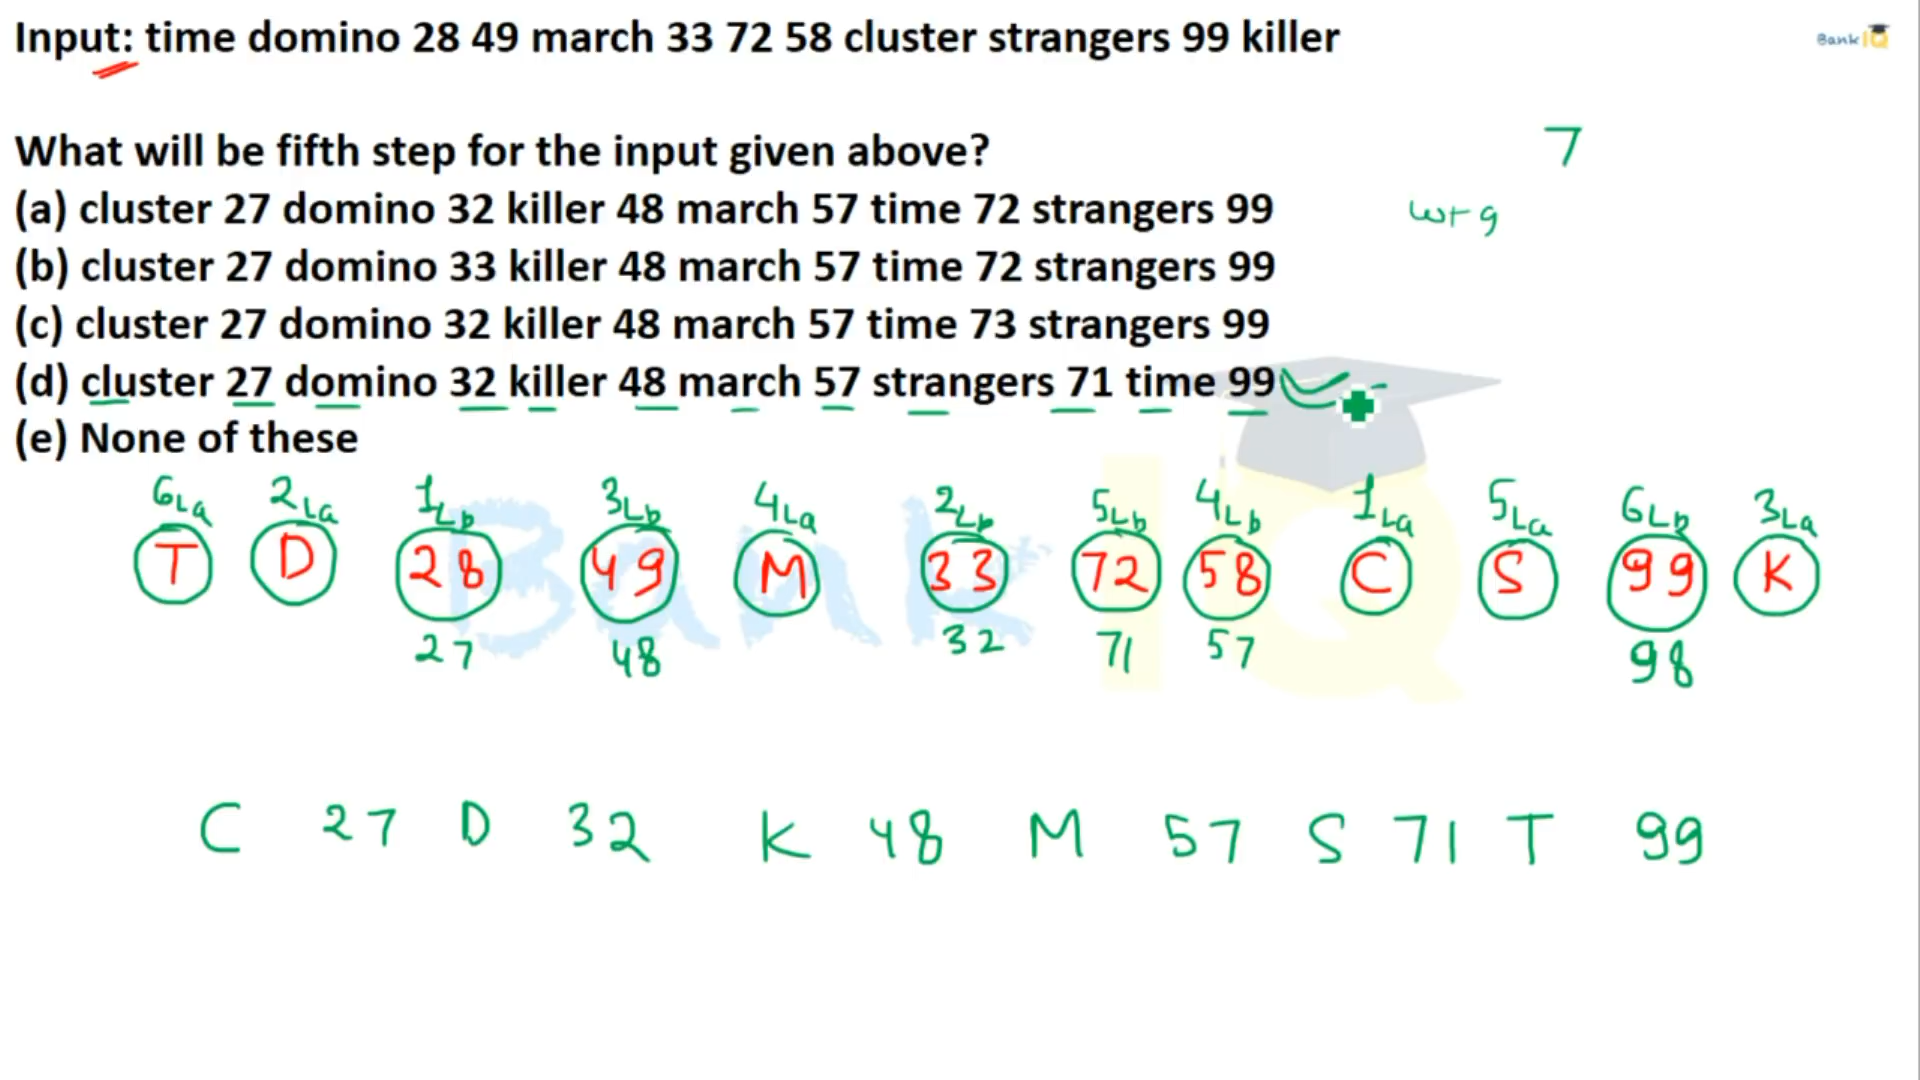 Input: time domino 28 49 march 33 72 58 cluster strangers 99 killer
Bank IQ
What will be fifth step for the input given above?
7
(a) cluster 27 domino 32 killer 48 march 57 time 72 strangers 99
(b) cluster 27 domino 33 killer 48 march 57 time 72 strangers 99
(c) cluster 27 domino 32 killer 48 march 57 time 73 strangers 99
(d) cluster 27 domino 32 killer 48 march 57 strangers 71 time 99
(e) None of these
6La 2La 1Lb 3Lb 4La 2Lb 5Lb 4Lb 1La 5La 6Lb 3La
T D 28 49 M 33 72 58 C S 99 K
27 48 32 71 57 98
Bank IQ
C 27 D 32 K 48 M 57 S 71 T 99